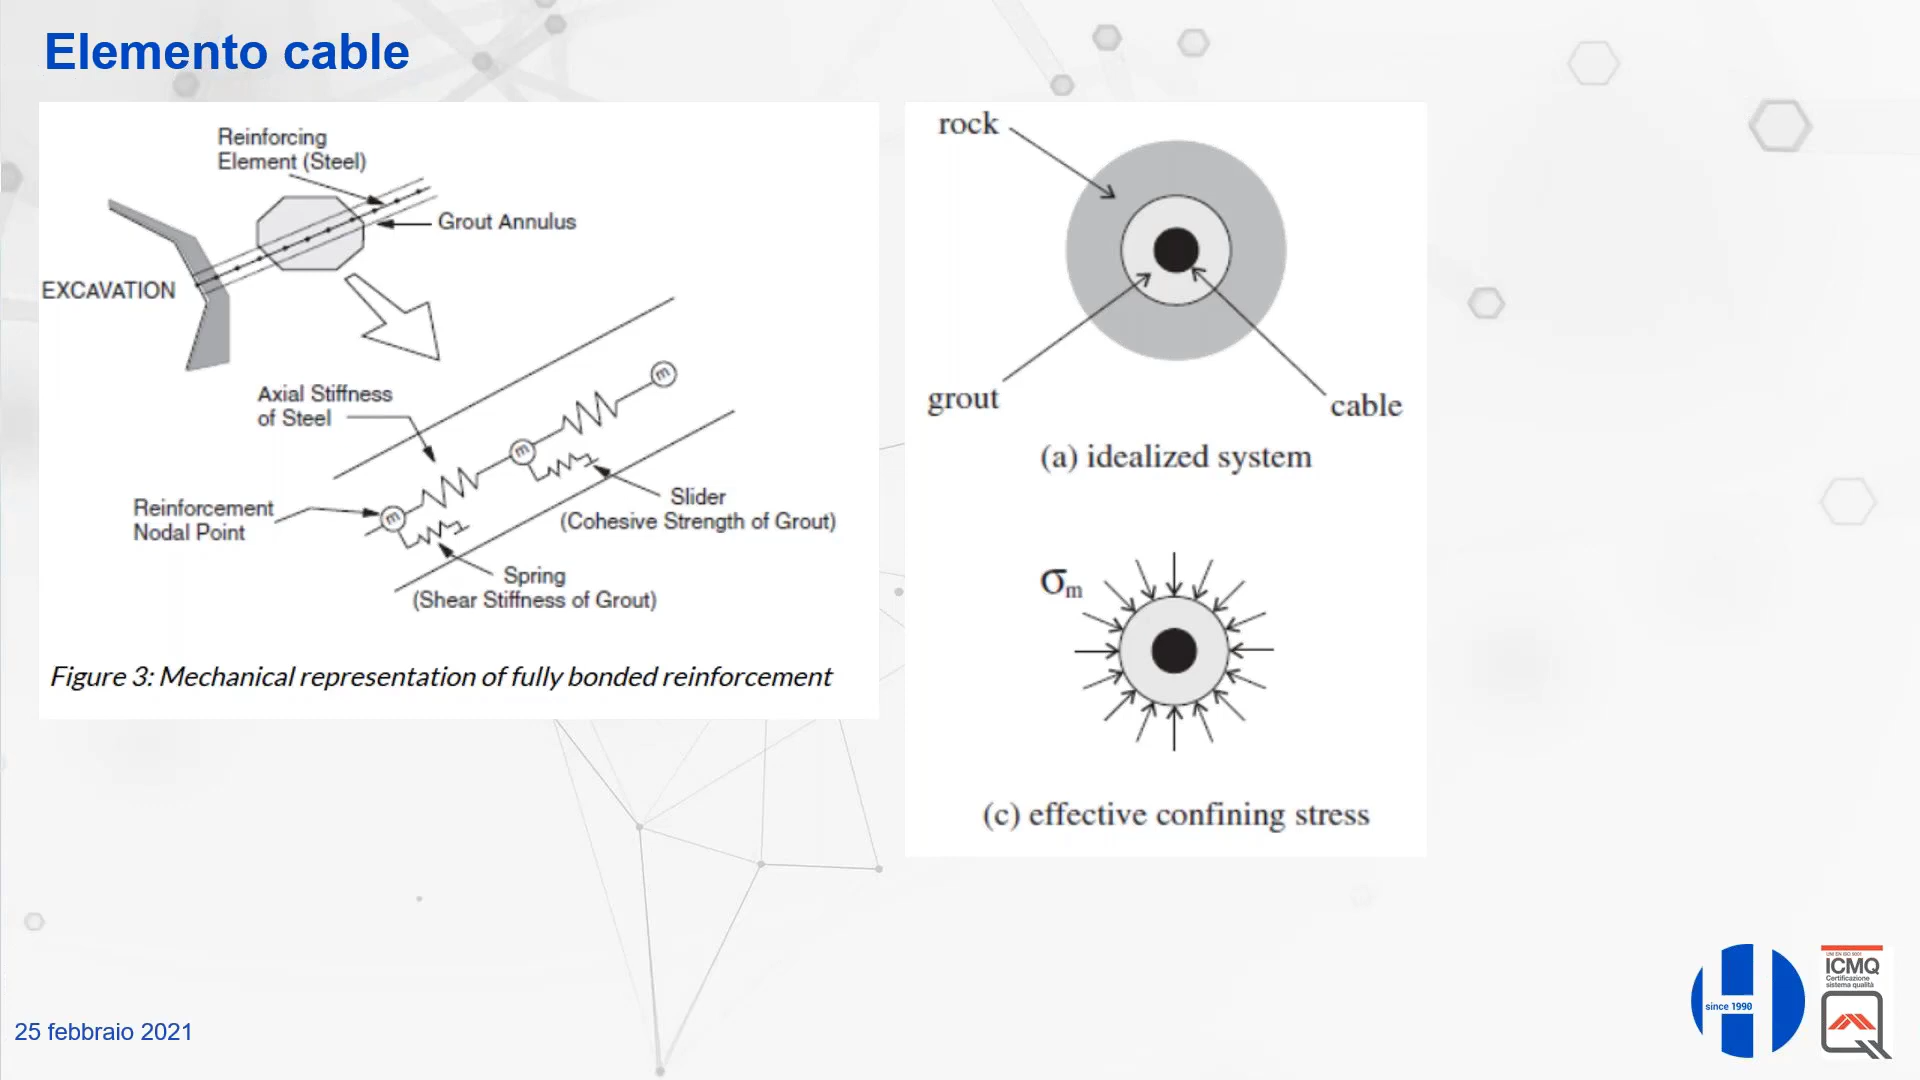 Elemento cable
Reinforcing
Element (Steel)
Grout Annulus
EXCAVATION
Axial Stiffness
of Steel
m
m
m
Reinforcement
Nodal Point
Slider
(Cohesive Strength of Grout)
Spring
(Shear Stiffness of Grout)
Figure 3: Mechanical representation of fully bonded reinforcement
rock
grout
cable
(a) idealized system
σm
(c) effective confining stress
25 febbraio 2021
since 1990
UNI EN ISO 9001
ICMQ
Certificazione
sistema qualità